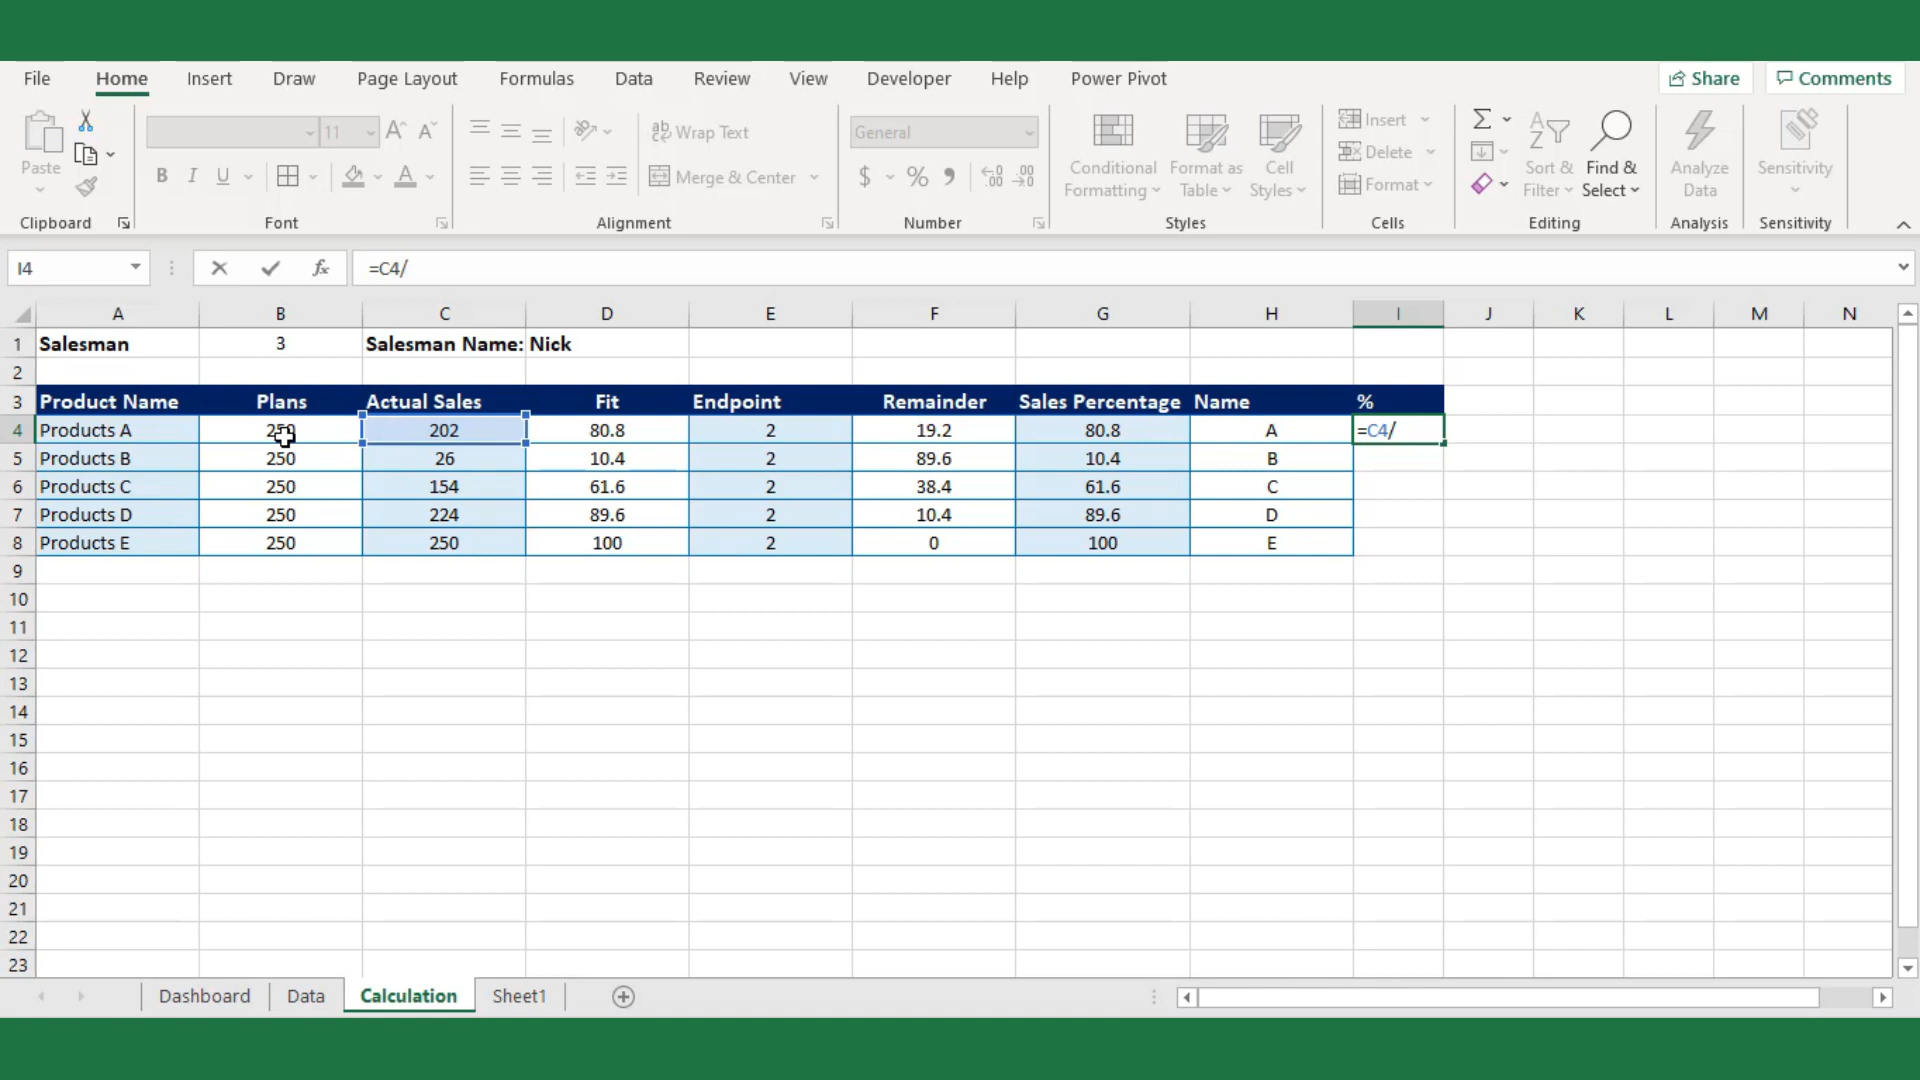 File Home Insert Draw Page Layout Formulas Data Review View Developer Help Power Pivot Share Comments
11 A A ab Wrap Text General Insert
Paste Conditional Format as Cell Delete Sort & Find & Analyze Sensitivity
B I U A Merge & Center $ % Formatting Table Styles Format Filter Select Data
Clipboard Font Alignment Number Styles Cells Editing Analysis Sensitivity
I4 fx =C4/
A B C D E F G H I J K L M N
1 Salesman 3 Salesman Name: Nick
2
3 Product Name Plans Actual Sales Fit Endpoint Remainder Sales Percentage Name %
4 Products A 250 202 80.8 2 19.2 80.8 A =C4/
5 Products B 250 26 10.4 2 89.6 10.4 B
6 Products C 250 154 61.6 2 38.4 61.6 C
7 Products D 250 224 89.6 2 10.4 89.6 D
8 Products E 250 250 100 2 0 100 E
9
10
11
12
13
14
15
16
17
18
19
20
21
22
23
Dashboard Data Calculation Sheet1